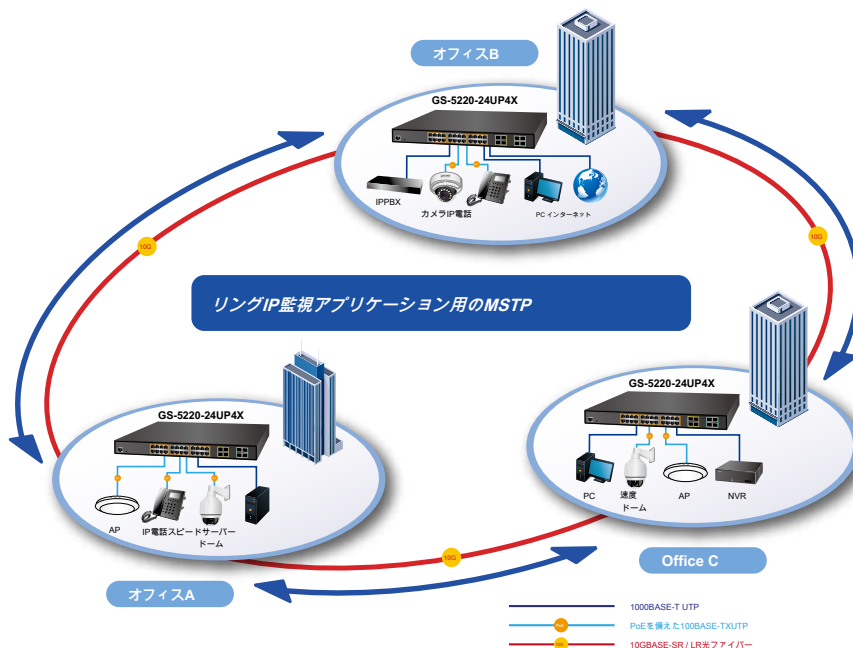 オフィスB
GS-5220-24UP4X
IPPBX
カメラIP電話
PC インターネット
10G
10G
リングIP監視アプリケーション用のMSTP
GS-5220-24UP4X
AP
IP電話スピードサーバー
ドーム
オフィスA
GS-5220-24UP4X
PC
速度
ドーム
AP
NVR
Office C
10G
1000BASE-T UTP
PoEを備えた100BASE-TXUTP
10GBASE-SR / LR光ファイバー